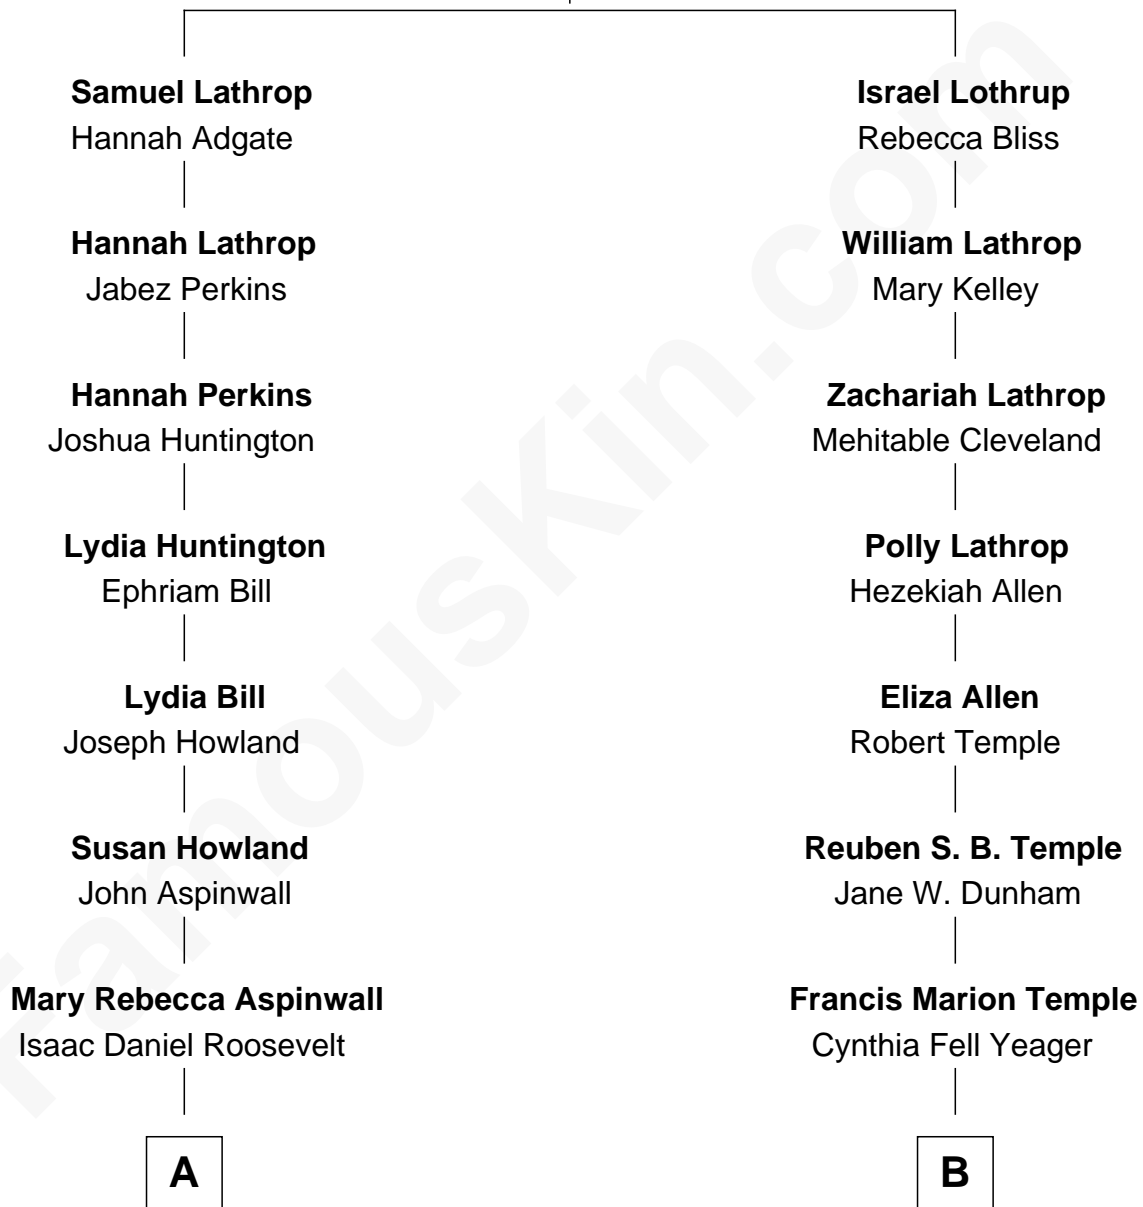 Samuel Lathrop
Hannah Adgate
Hannah Lathrop
Jabez Perkins
Hannah Perkins
Joshua Huntington
Lydia Huntington
Ephriam Bill
Lydia Bill
Joseph Howland
Susan Howland
John Aspinwall
Mary Rebecca Aspinwall
Isaac Daniel Roosevelt
A
Israel Lothrup
Rebecca Bliss
William Lathrop
Mary Kelley
Zachariah Lathrop
Mehitable Cleveland
Polly Lathrop
Hezekiah Allen
Eliza Allen
Robert Temple
Reuben S. B. Temple
Jane W. Dunham
Francis Marion Temple
Cynthia Fell Yeager
B
FamousKin.com